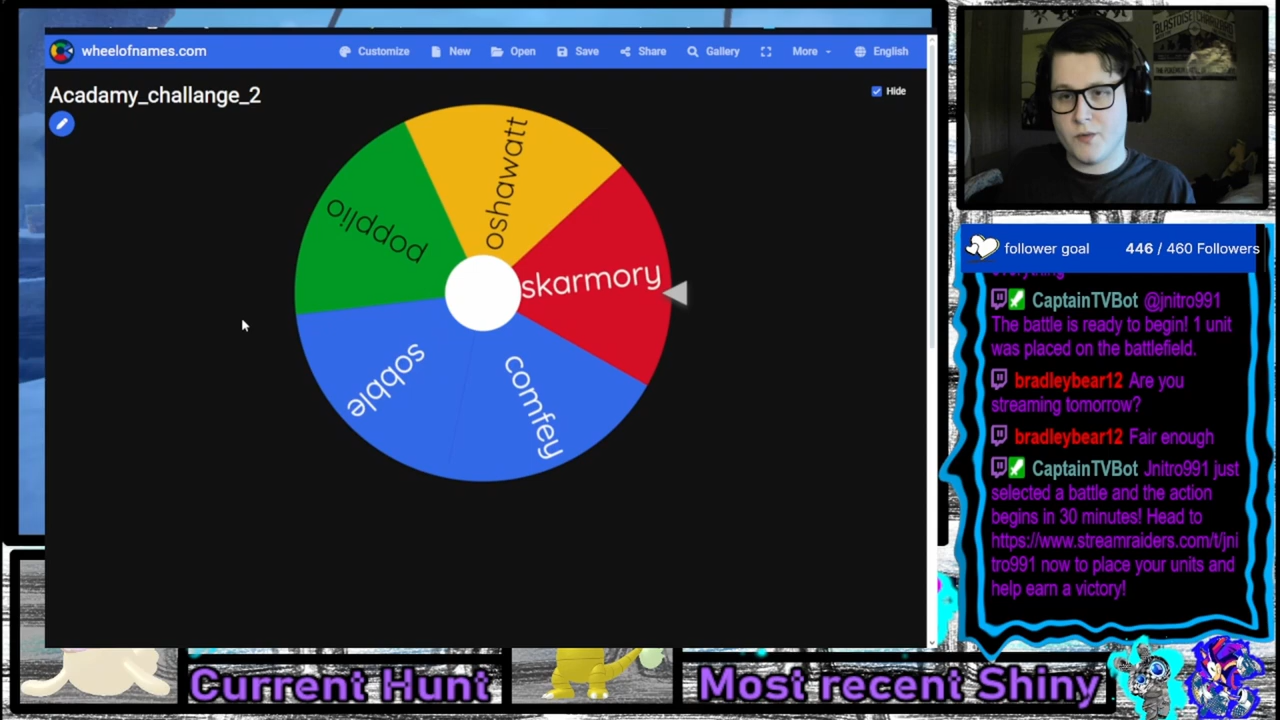 wheelofnames.com
Customize
New
Open
Save
Share
Gallery
More
English
Acadamy_challange_2
Hide
oshawatt
popplio
skarmory
sobble
comfey
BLASTOISE
follower goal 446 / 460 Followers
everything
CaptainTVBot @jnitro991
The battle is ready to begin! 1 unit
was placed on the battlefield.
bradleybear12 Are you
streaming tomorrow?
bradleybear12 Fair enough
CaptainTVBot Jnitro991 just
selected a battle and the action
begins in 30 minutes! Head to
https://www.streamraiders.com/t/jni
tro991 now to place your units and
help earn a victory!
Current Hunt
Most recent Shiny